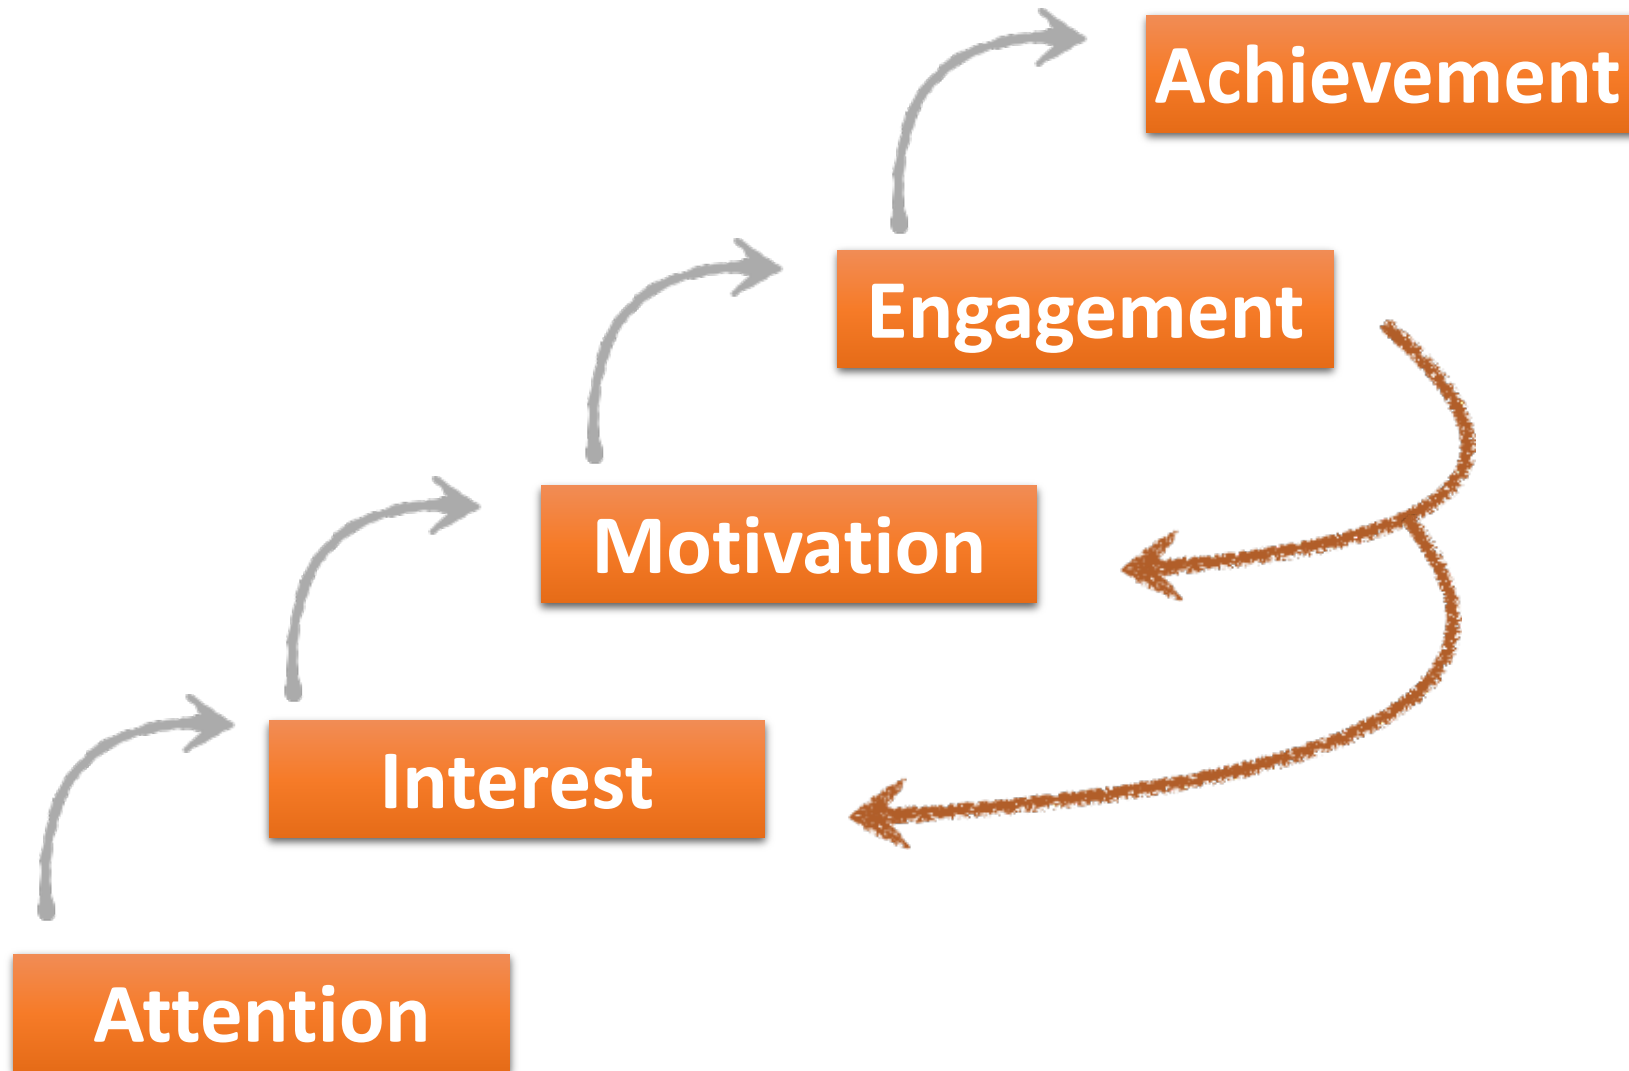 Achievement
Engagement
Motivation
Interest
Attention